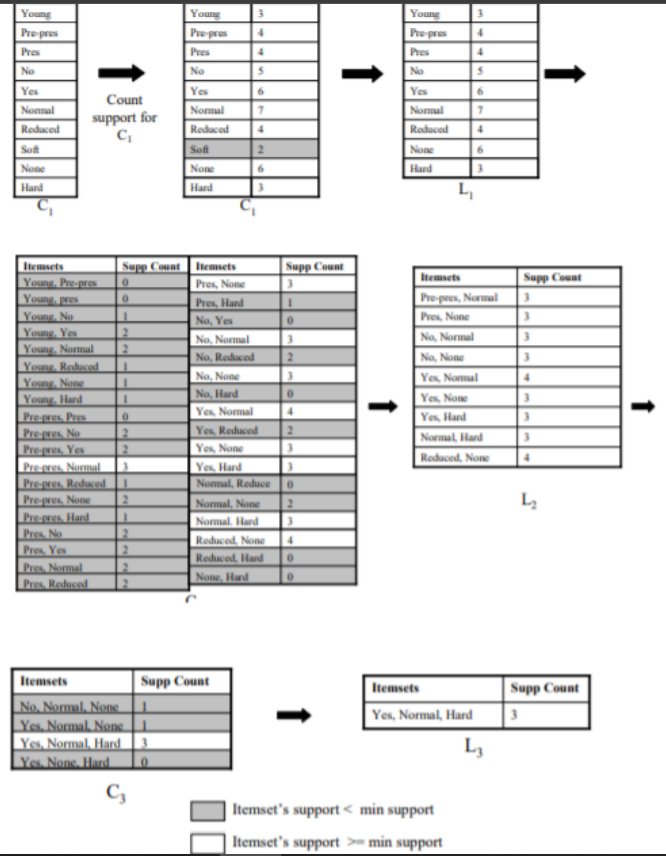 Young
Pre-pres
Pres
No
Yes
Normal
Reduced
Soft
None
Hard
C1
Count
support for
C1
Young 3
Pre-pres 4
Pres 4
No 5
Yes 6
Normal 7
Reduced 4
Soft 2
None 6
Hard 3
C1
Young 3
Pre-pres 4
Pres 4
No 5
Yes 6
Normal 7
Reduced 4
None 6
Hard 3
L1
Itemsets Supp Count
Young, Pre-pres 0
Young, pres 0
Young, No 1
Young, Yes 2
Young, Normal 2
Young, Reduced 1
Young, None 1
Young, Hard 1
Pre-pres, Pres 0
Pre-pres, No 2
Pre-pres, Yes 2
Pre-pres, Normal 3
Pre-pres, Reduced 1
Pre-pres, None 2
Pre-pres, Hard 1
Pres, No 2
Pres, Yes 2
Pres, Normal 2
Pres, Reduced 2
Itemsets Supp Count
Pres, None 3
Pres, Hard 1
No, Yes 0
No, Normal 3
No, Reduced 2
No, None 3
No, Hard 0
Yes, Normal 4
Yes, Reduced 2
Yes, None 3
Yes, Hard 3
Normal, Reduce 0
Normal, None 2
Normal. Hard 3
Reduced, None 4
Reduced, Hard 0
None, Hard 0
Itemsets Supp Count
Pre-pres, Normal 3
Pres, None 3
No, Normal 3
No, None 3
Yes, Normal 4
Yes, None 3
Yes, Hard 3
Normal, Hard 3
Reduced, None 4
L2
Itemsets Supp Count
No, Normal, None 1
Yes, Normal, None 1
Yes, Normal, Hard 3
Yes, None, Hard 0
C3
Itemsets Supp Count
Yes, Normal, Hard 3
L3
Itemset's support < min support
Itemset's support >= min support